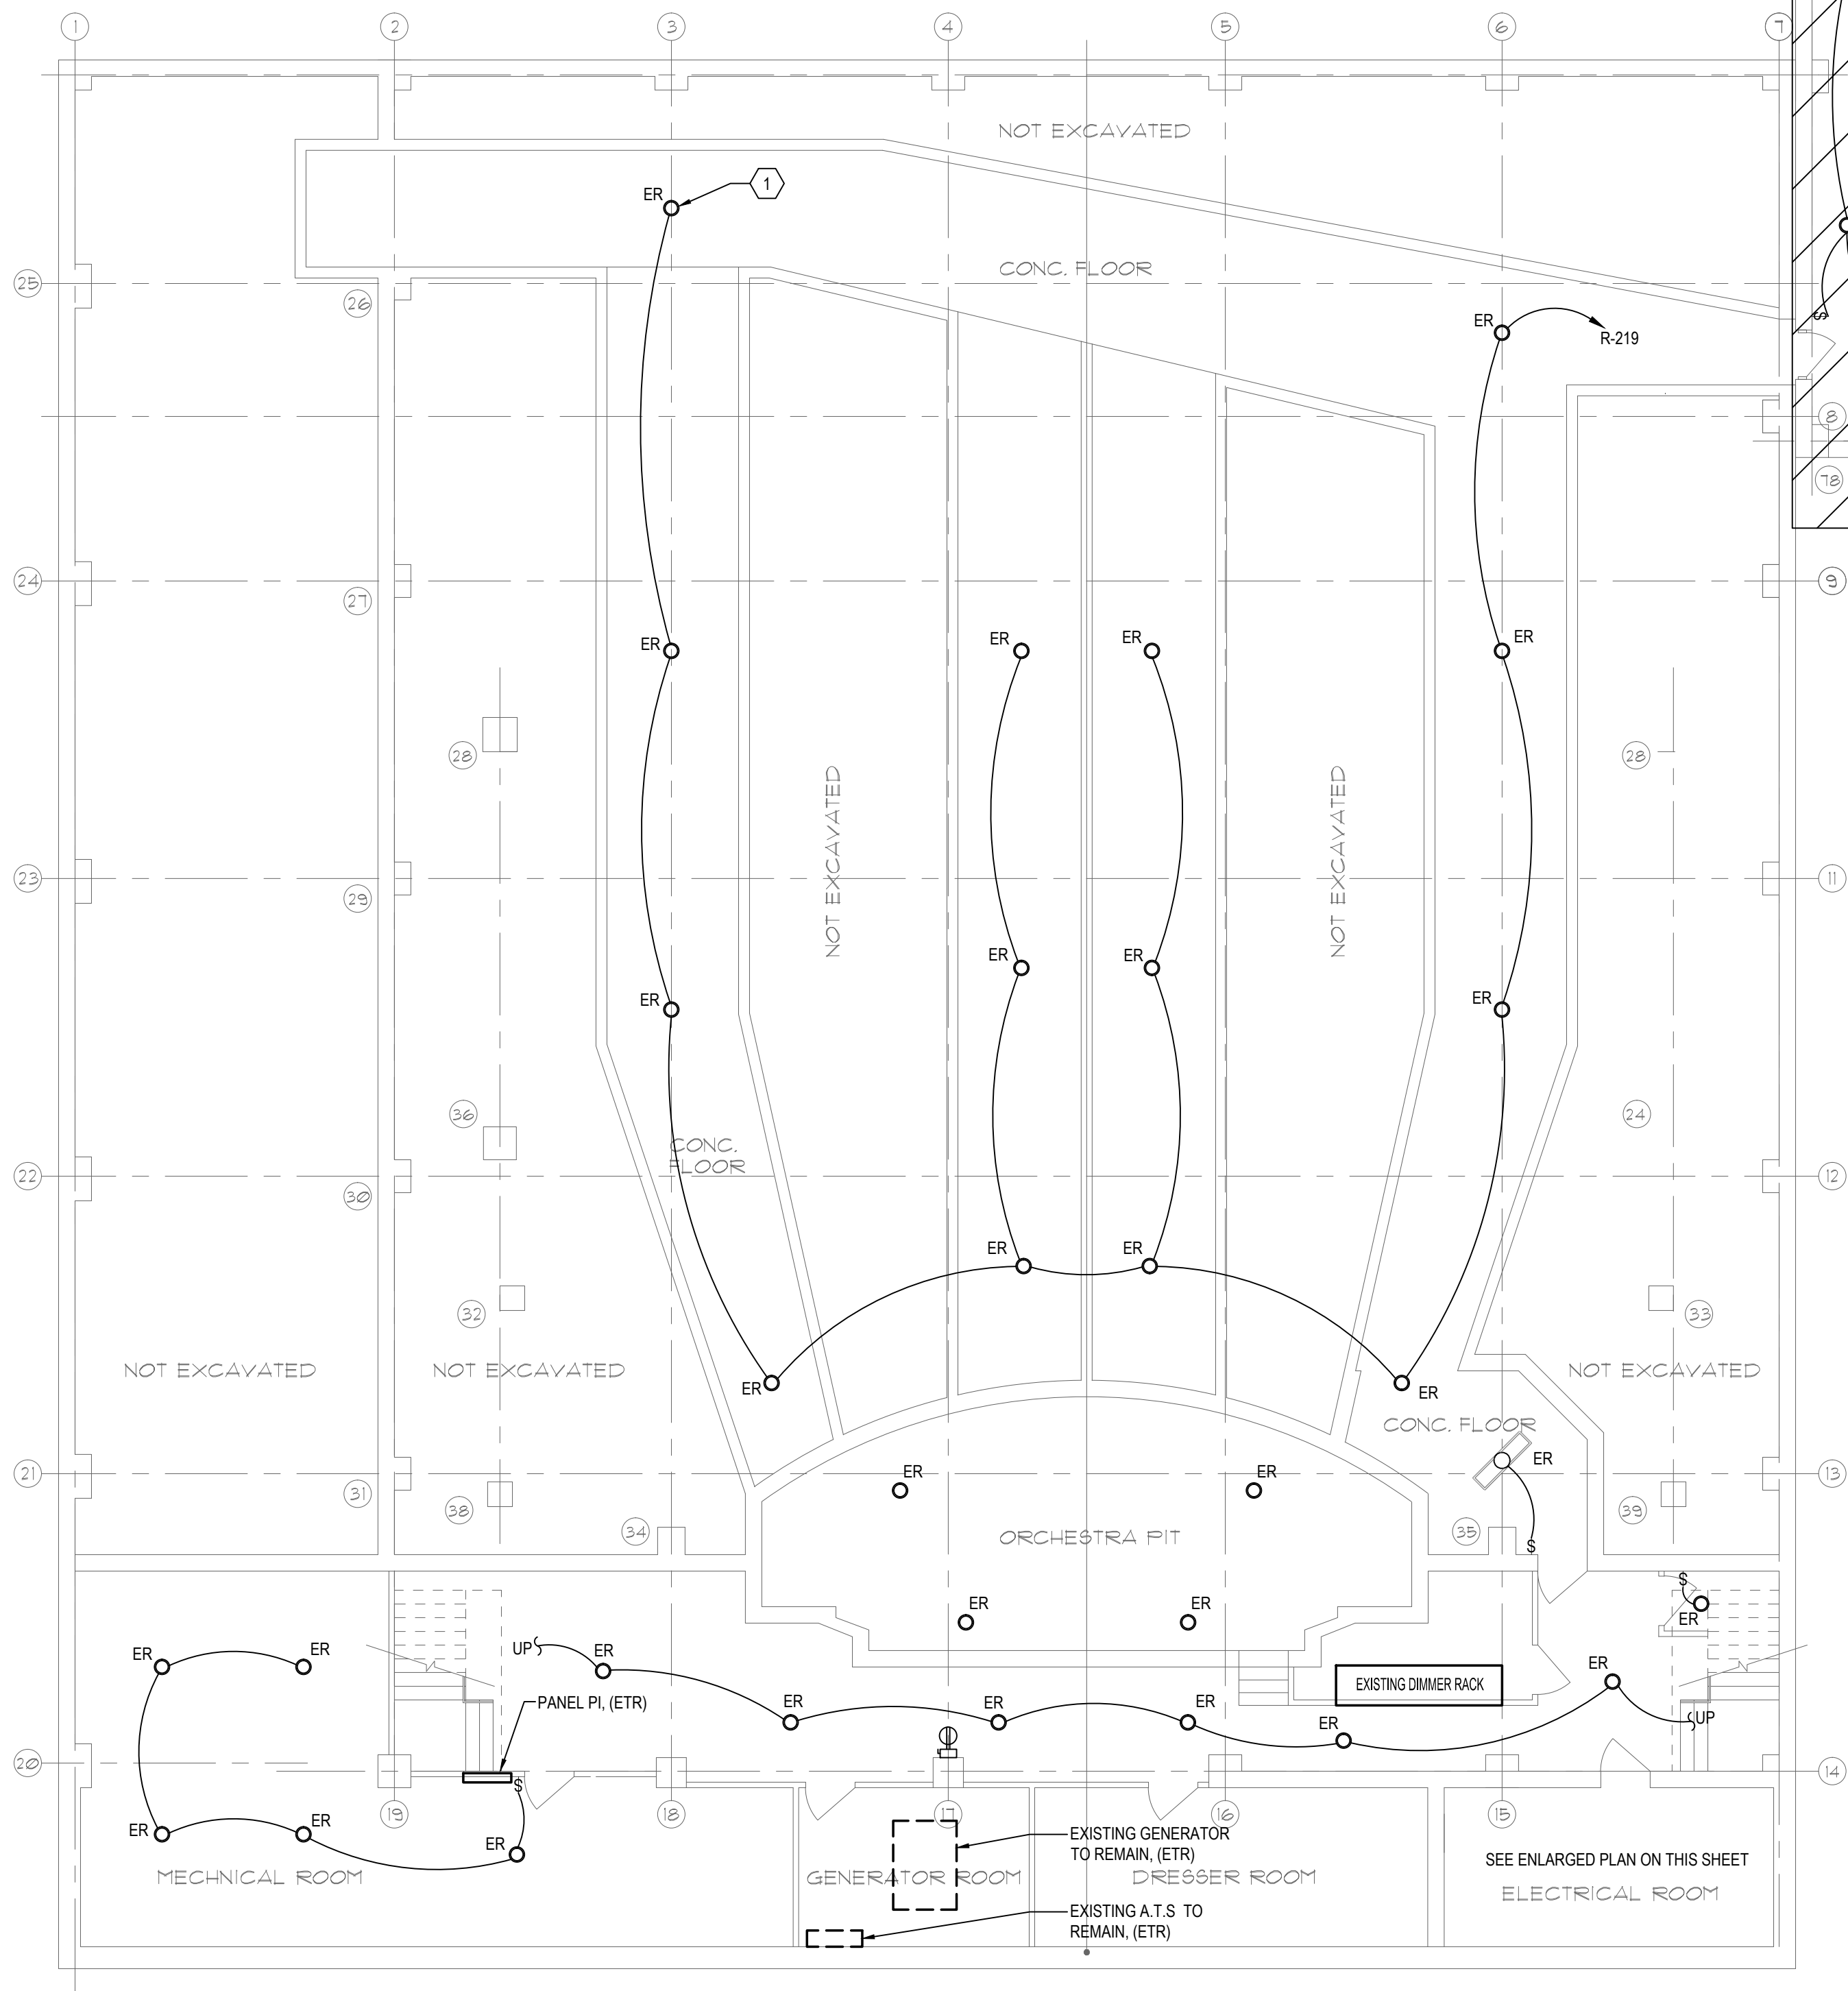 1
2
3
4
5
6
7
NOT EXCAVATED
ER
1
25
26
CONC. FLOOR
ER
R-219
$
8
78
24
27
9
ER
ER
ER
ER
28
28
NOT EXCAVATED
NOT EXCAVATED
23
29
11
ER
ER
ER
ER
36
24
CONC.
FLOOR
22
30
12
ER
ER
32
33
NOT EXCAVATED
NOT EXCAVATED
NOT EXCAVATED
ER
ER
CONC. FLOOR
21
31
38
34
ER
ER
ER
13
39
35
ORCHESTRA PIT
$
$
ER
ER
ER
ER
ER
UP
ER
ER
PANEL PI, (ETR)
EXISTING DIMMER RACK
ER
ER
ER
ER
UP
20
$
14
19
18
17
16
15
ER
ER
ER
EXISTING GENERATOR
TO REMAIN, (ETR)
SEE ENLARGED PLAN ON THIS SHEET
MECHNICAL ROOM
GENERATOR ROOM
DRESSER ROOM
ELECTRICAL ROOM
EXISTING A.T.S TO
REMAIN, (ETR)